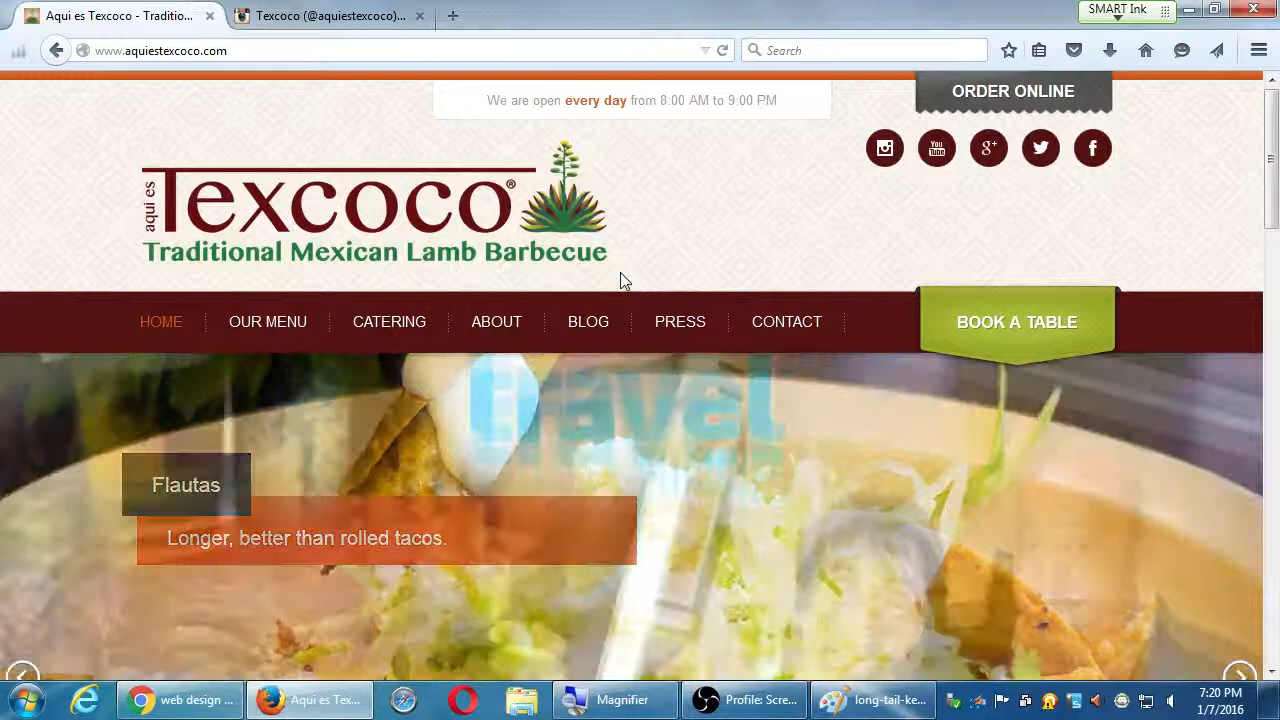 Aqui es Texcoco - Traditio...
Texcoco (@aquiestexcoco)...
SMART Ink
www.aquiestexcoco.com
Search
We are open every day from 8:00 AM to 9:00 PM
ORDER ONLINE
You
Tube
g+
f
aqui es
Texcoco®
Traditional Mexican Lamb Barbecue
HOME
OUR MENU
CATERING
ABOUT
BLOG
PRESS
CONTACT
BOOK A TABLE
travel
Flautas
Longer, better than rolled tacos.
web design ...
Aqui es Tex...
Magnifier
Profile: Scre...
long-tail-ke...
7:20 PM
1/7/2016